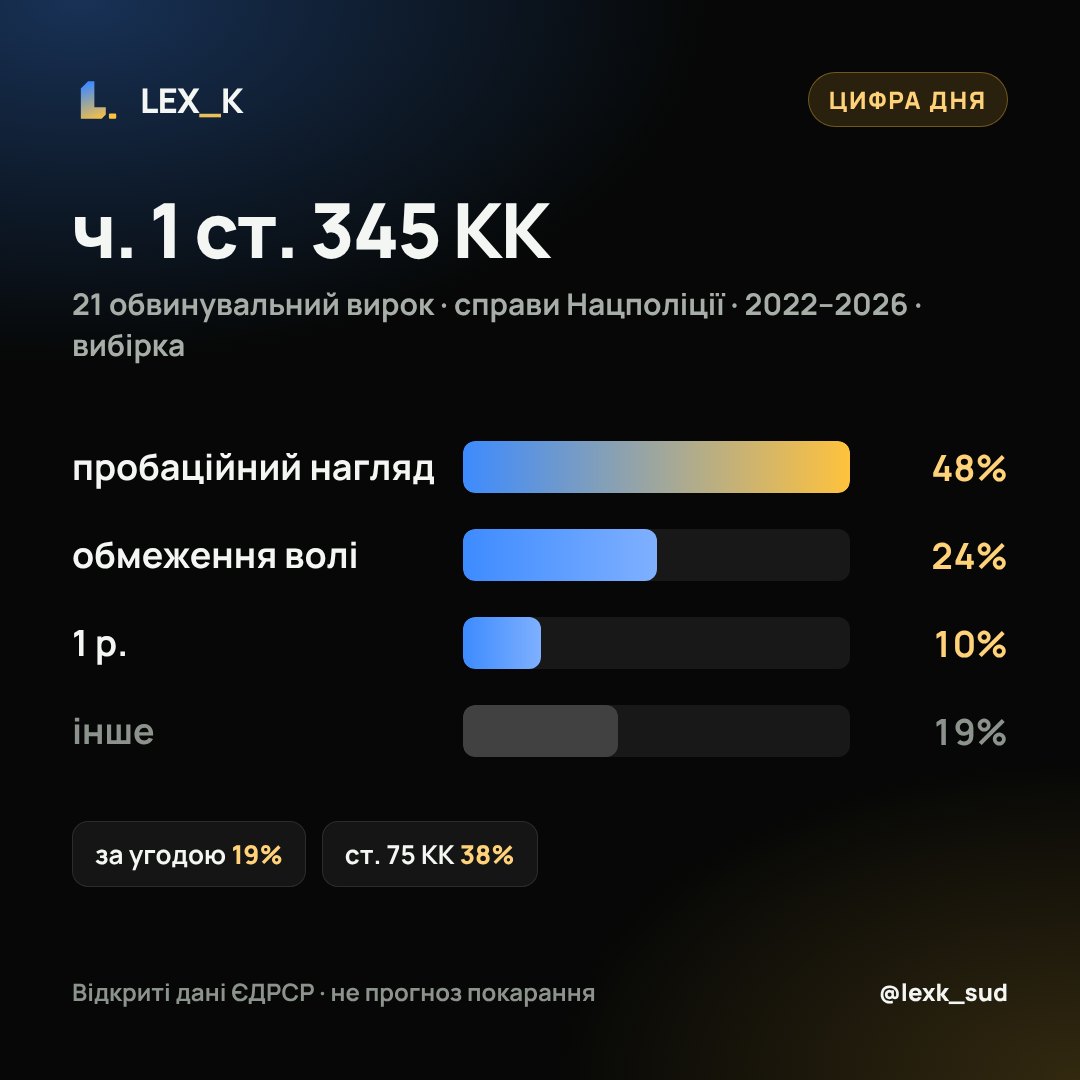 LEX_K
ЦИФРА ДНЯ
ч. 1 ст. 345 КК
21 обвинувальний вирок · справи Нацполіції · 2022–2026 ·
вибірка
пробаційний нагляд 48%
обмеження волі 24%
1 р. 10%
інше 19%
за угодою 19% ст. 75 КК 38%
Відкриті дані ЄДРСР · не прогноз покарання @lexk_sud